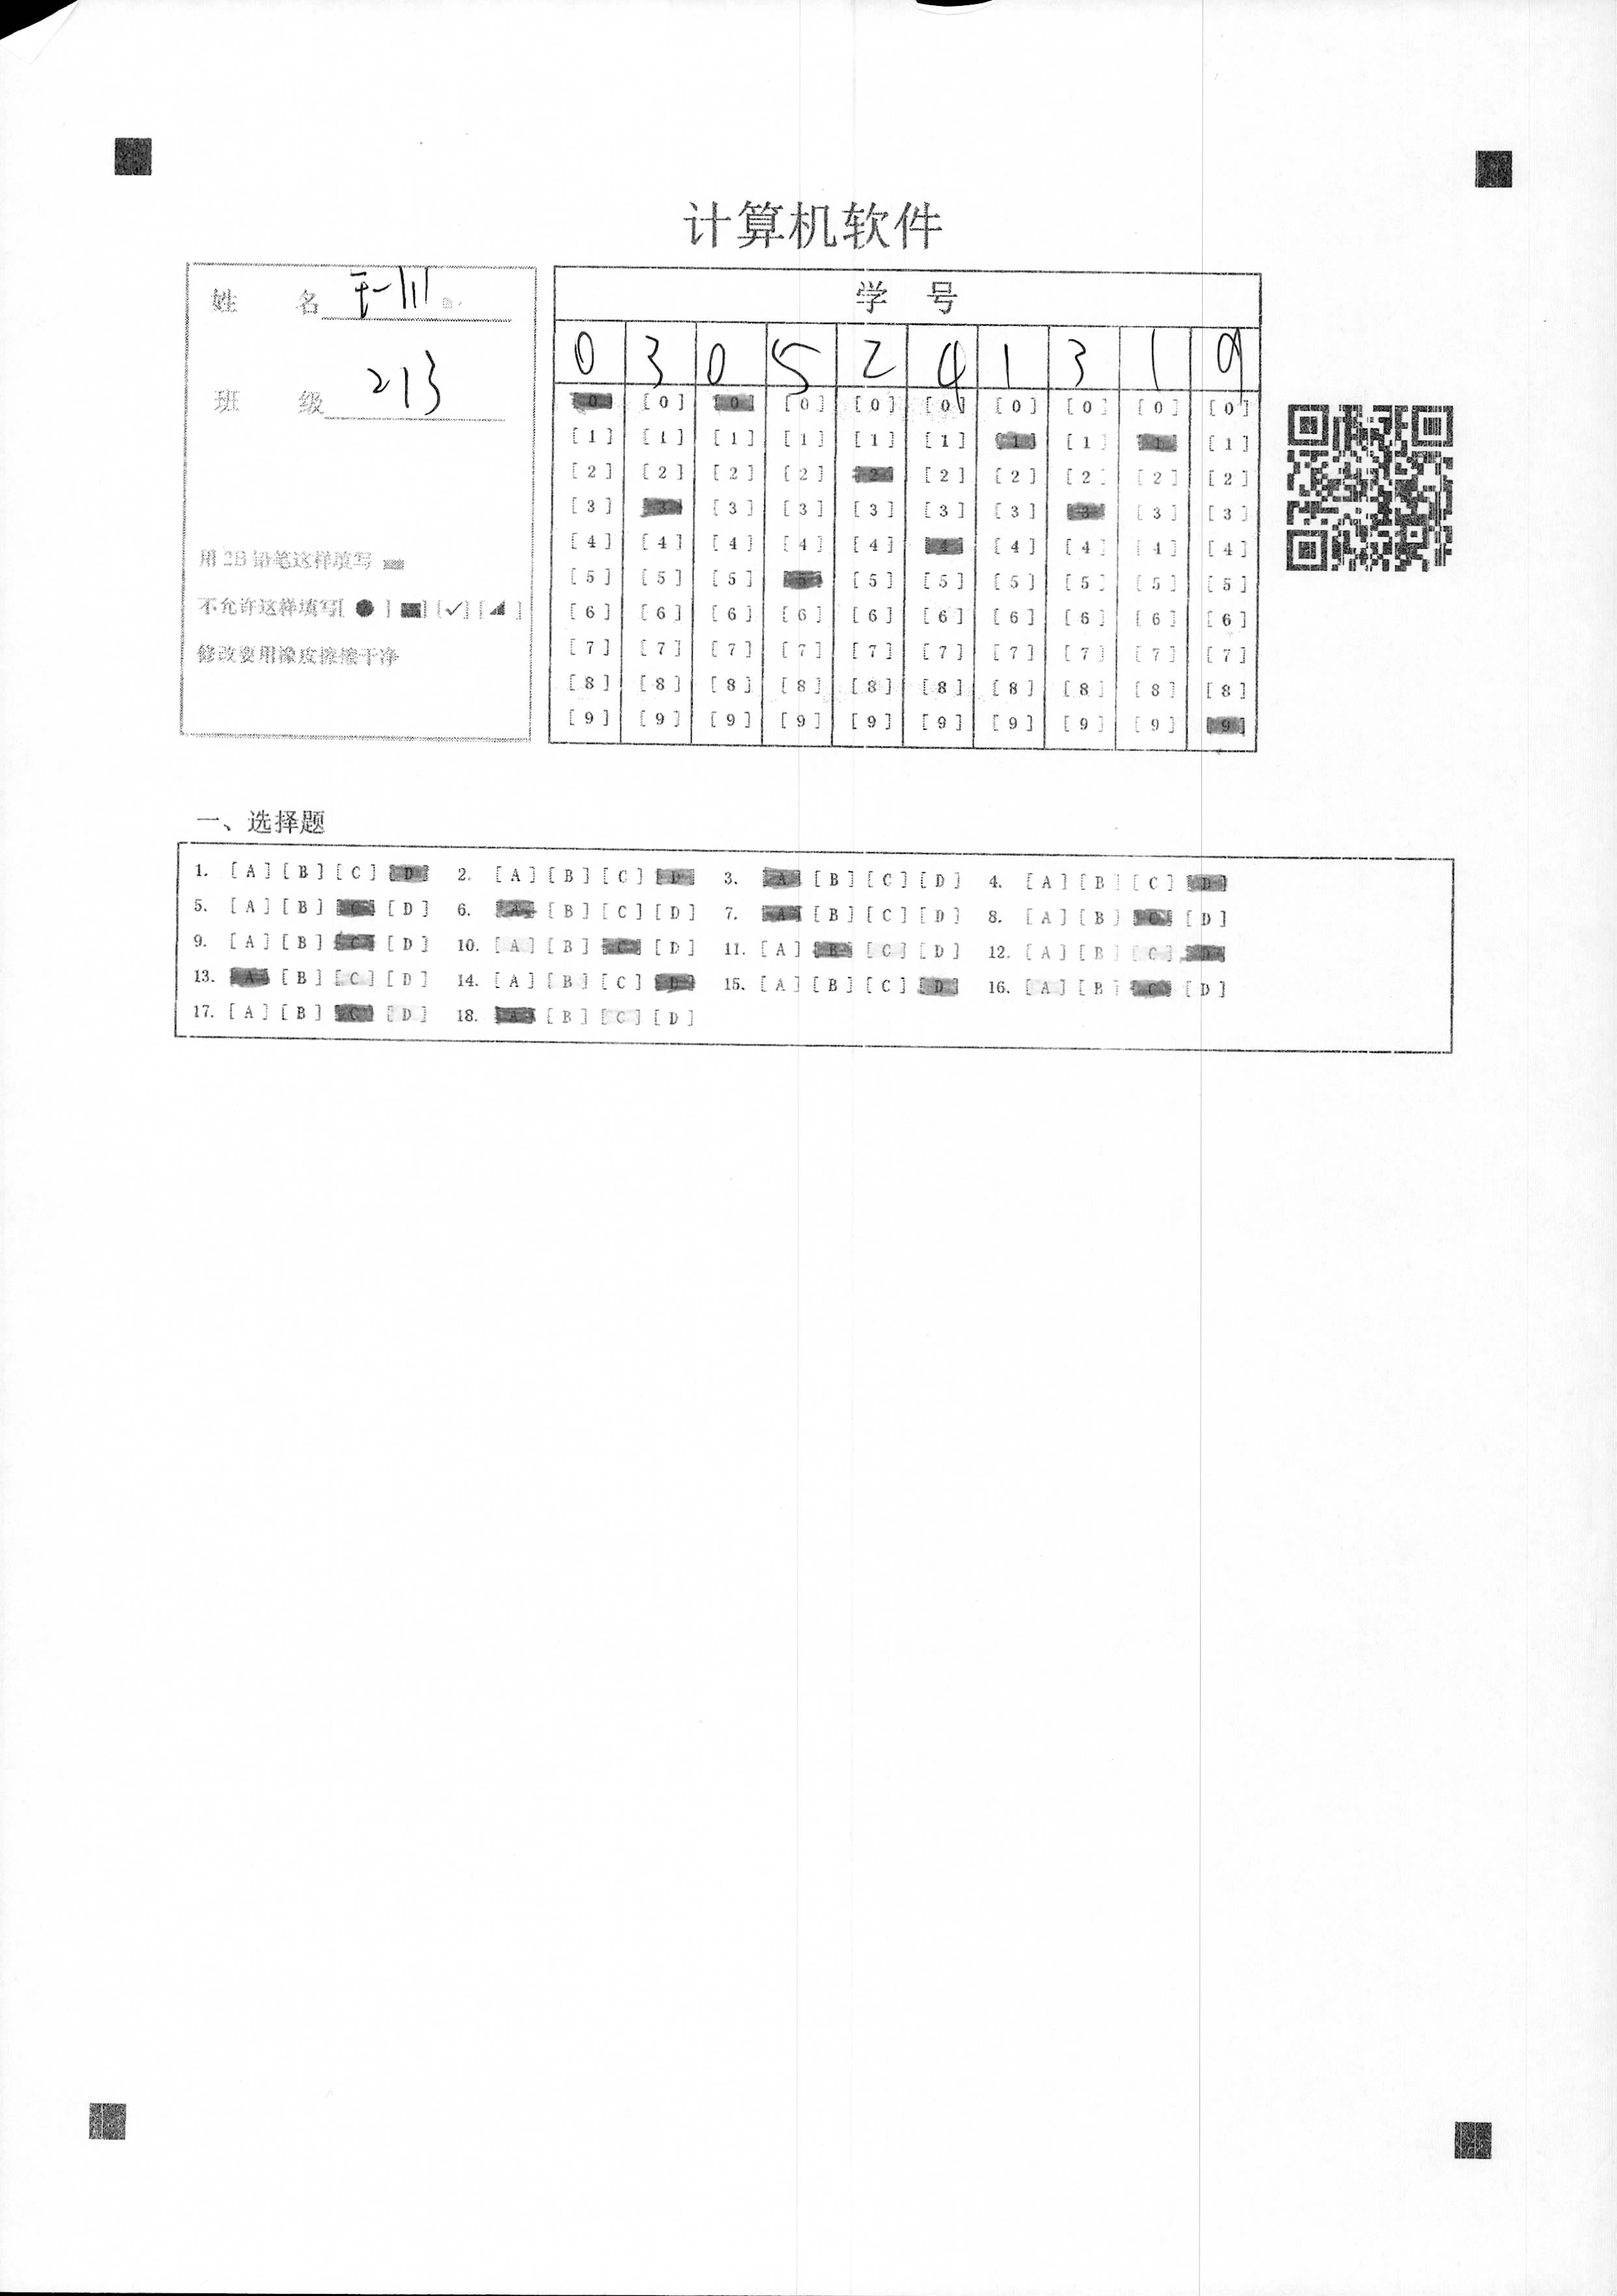 计算机软件
姓 名
班 级 213
用2B铅笔这样填写
不允许这样填写[ ● ] [■] [✓] [◢ ]
修改要用橡皮擦擦干净
学 号
0 3 0 5 2 4 1 3 1 9
[0] [0] [0] [0] [0] [0] [0] [0] [0] [0]
[1] [1] [1] [1] [1] [1] [1] [1] [1] [1]
[2] [2] [2] [2] [2] [2] [2] [2] [2] [2]
[3] [3] [3] [3] [3] [3] [3] [3] [3] [3]
[4] [4] [4] [4] [4] [4] [4] [4] [4] [4]
[5] [5] [5] [5] [5] [5] [5] [5] [5] [5]
[6] [6] [6] [6] [6] [6] [6] [6] [6] [6]
[7] [7] [7] [7] [7] [7] [7] [7] [7] [7]
[8] [8] [8] [8] [8] [8] [8] [8] [8] [8]
[9] [9] [9] [9] [9] [9] [9] [9] [9] [9]
一、选择题
1. [A] [B] [C] [D] 2. [A] [B] [C] [D] 3. [A] [B] [C] [D] 4. [A] [B] [C] [D]
5. [A] [B] [C] [D] 6. [A] [B] [C] [D] 7. [A] [B] [C] [D] 8. [A] [B] [C] [D]
9. [A] [B] [C] [D] 10. [A] [B] [C] [D] 11. [A] [B] [C] [D] 12. [A] [B] [C] [D]
13. [A] [B] [C] [D] 14. [A] [B] [C] [D] 15. [A] [B] [C] [D] 16. [A] [B] [C] [D]
17. [A] [B] [C] [D] 18. [A] [B] [C] [D]